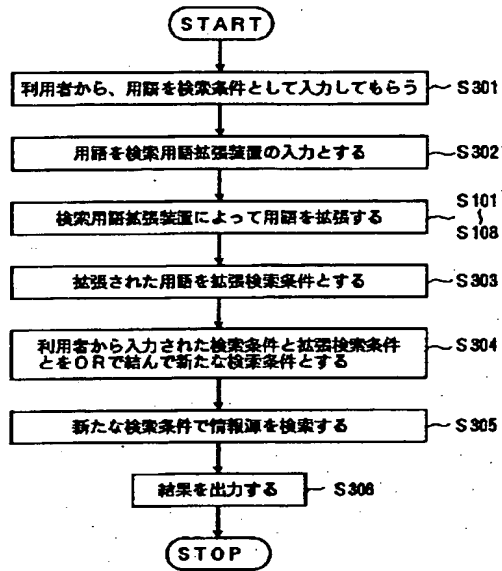 START
利用者から、用語を検索条件として入力してもらう
S301
用語を検索用語拡張装置の入力とする
S302
検索用語拡張装置によって用語を拡張する
S101
〜
S108
拡張された用語を拡張検索条件とする
S303
利用者から入力された検索条件と拡張検索条件
とをORで結んで新たな検索条件とする
S304
新たな検索条件で情報源を検索する
S305
結果を出力する
S306
STOP